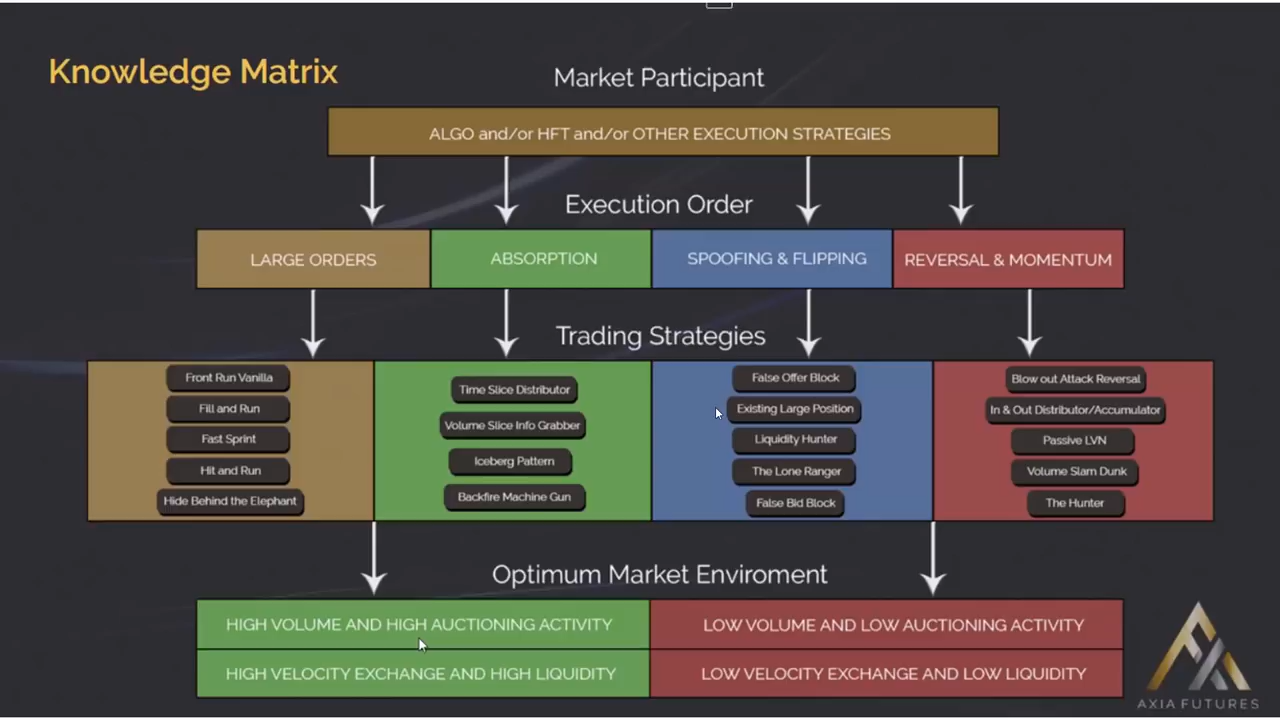 Knowledge Matrix
Market Participant
ALGO and/or HFT and/or OTHER EXECUTION STRATEGIES
Execution Order
LARGE ORDERS
ABSORPTION
SPOOFING & FLIPPING
REVERSAL & MOMENTUM
Trading Strategies
Front Run Vanilla
Fill and Run
Fast Sprint
Hit and Run
Hide Behind the Elephant
Time Slice Distributor
Volume Slice Info Grabber
Iceberg Pattern
Backfire Machine Gun
False Offer Block
Existing Large Position
Liquidity Hunter
The Lone Ranger
False Bid Block
Blow out Attack Reversal
In & Out Distributor/Accumulator
Passive LVN
Volume Slam Dunk
The Hunter
Optimum Market Enviroment
HIGH VOLUME AND HIGH AUCTIONING ACTIVITY
LOW VOLUME AND LOW AUCTIONING ACTIVITY
HIGH VELOCITY EXCHANGE AND HIGH LIQUIDITY
LOW VELOCITY EXCHANGE AND LOW LIQUIDITY
AXIA FUTURES